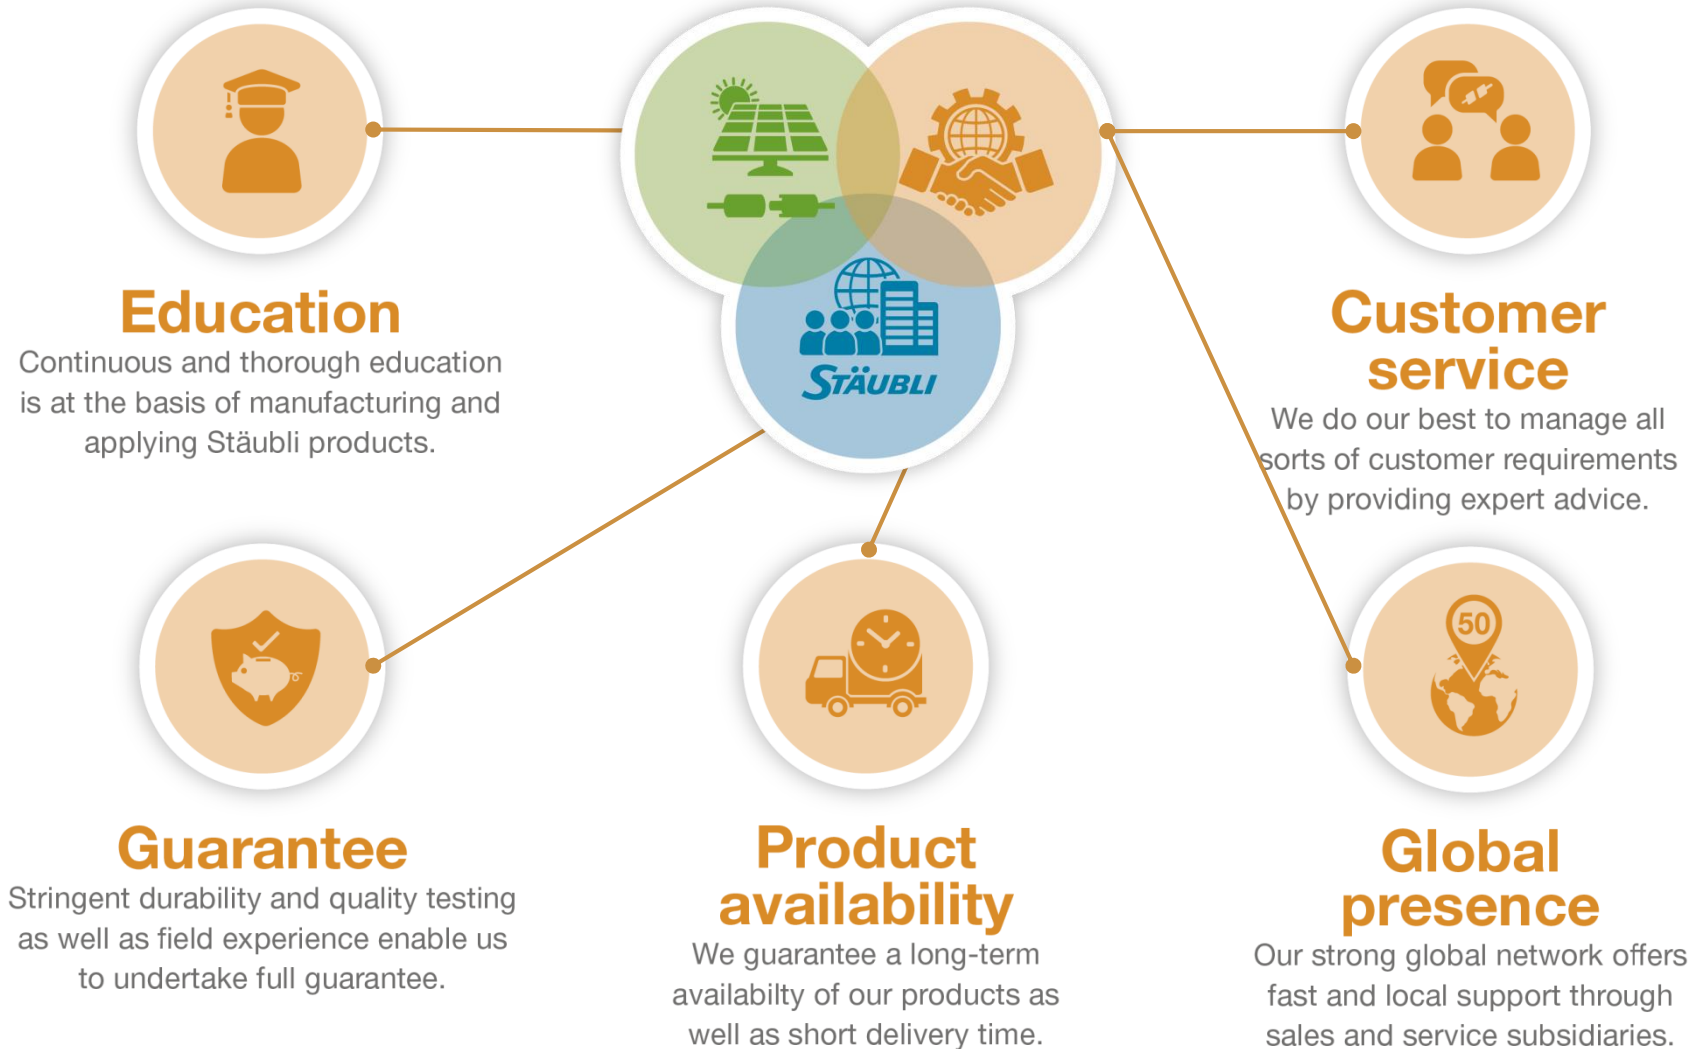 STÄUBLI
Education
Continuous and thorough education
is at the basis of manufacturing and
applying Stäubli products.
Customer
service
We do our best to manage all
sorts of customer requirements
by providing expert advice.
Guarantee
Stringent durability and quality testing
as well as field experience enable us
to undertake full guarantee.
Product
availability
We guarantee a long-term
availabilty of our products as
well as short delivery time.
50
Global
presence
Our strong global network offers
fast and local support through
sales and service subsidiaries.